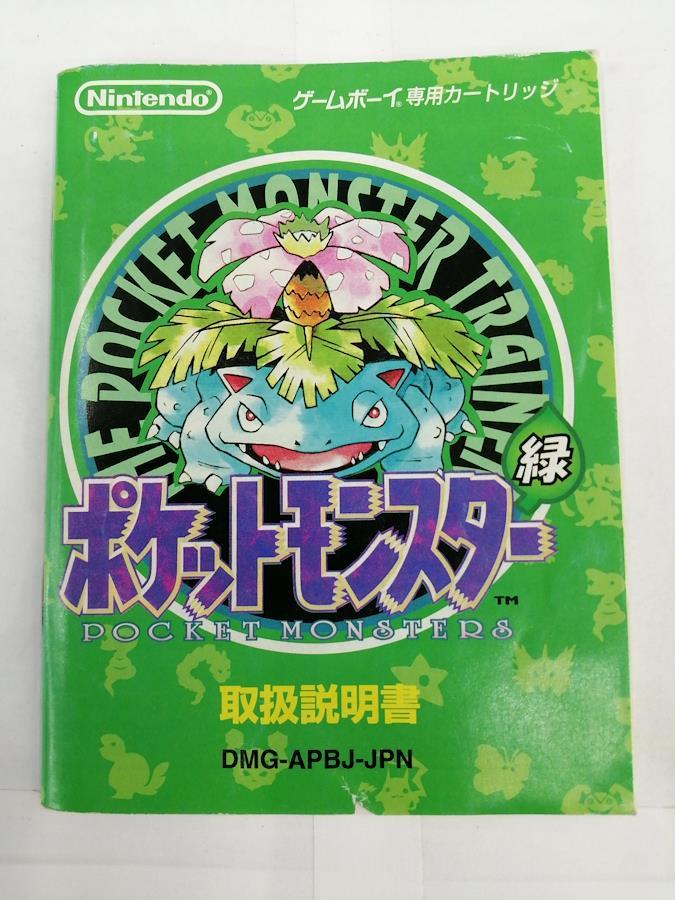 Nintendo®
ゲームボーイ®専用カートリッジ
THE POCKET MONSTER TRAINER
緑
ポケットモンスター
TM
POCKET MONSTERS
取扱説明書
DMG-APBJ-JPN